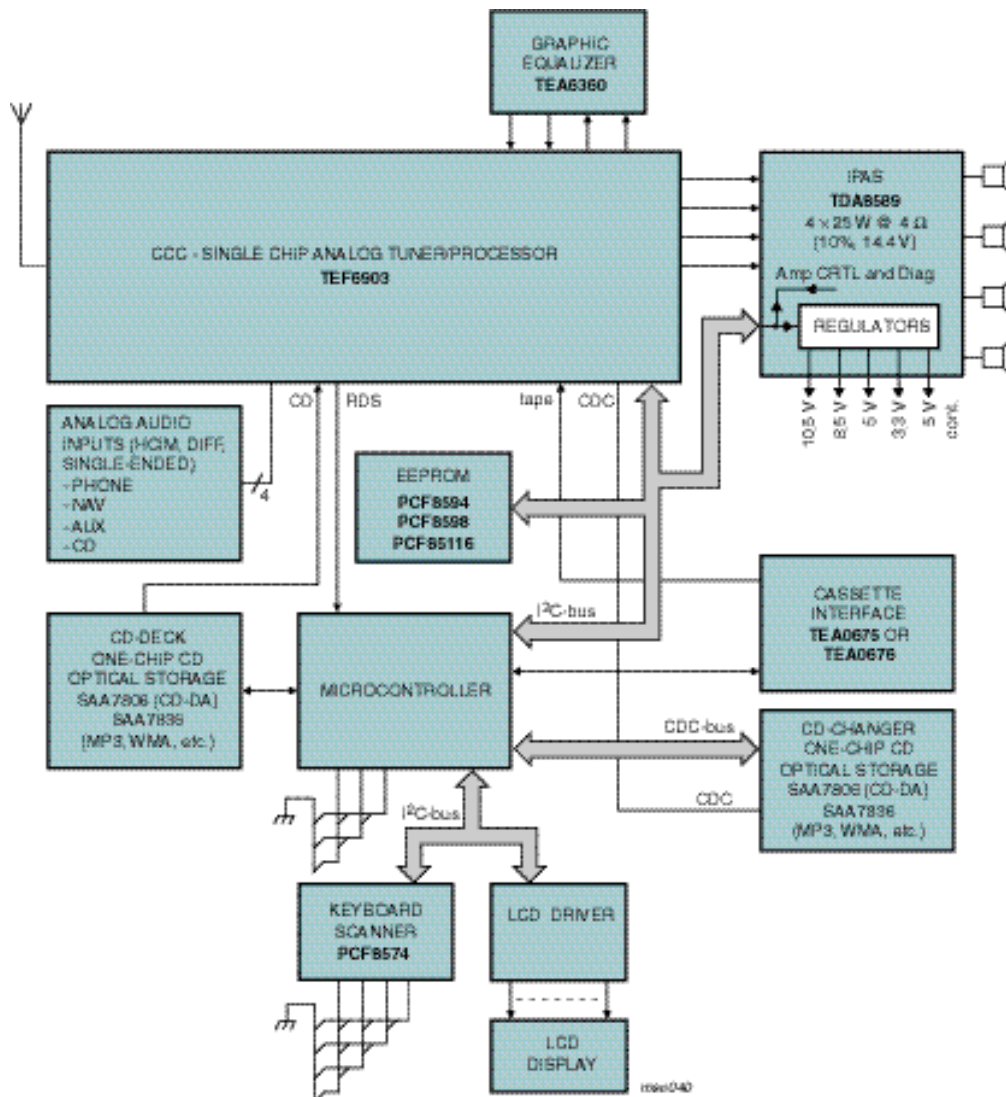 GRAPHIC
EQUALIZER
TEA6360
CCC - SINGLE CHIP ANALOG TUNER/PROCESSOR
TEF6903
IPAS
TDA8589
4 × 25 W @ 4 Ω
(10%, 14.4 V)
Amp CRTL and Diag
REGULATORS
10,5 V
8,5 V
5 V
3,3 V
5 V
cont.
CD
RDS
tape
CDC
ANALOG AUDIO
INPUTS (HCIM, DIFF,
SINGLE-ENDED)
-PHONE
-NAV
-AUX
-CD
4
EEPROM
PCF8594
PCF8598
PCF85116
I²C-bus
CD-DECK
ONE-CHIP CD
OPTICAL STORAGE
SAA7806 (CD-DA)
SAA7836
(MP3, WMA, etc.)
MICROCONTROLLER
CASSETTE
INTERFACE
TEA0675 OR
TEA0676
CDC-bus
CDC
CD-CHANGER
ONE-CHIP CD
OPTICAL STORAGE
SAA7806 (CD-DA)
SAA7836
(MP3, WMA, etc.)
I²C-bus
KEYBOARD
SCANNER
PCF8574
LCD DRIVER
LCD
DISPLAY